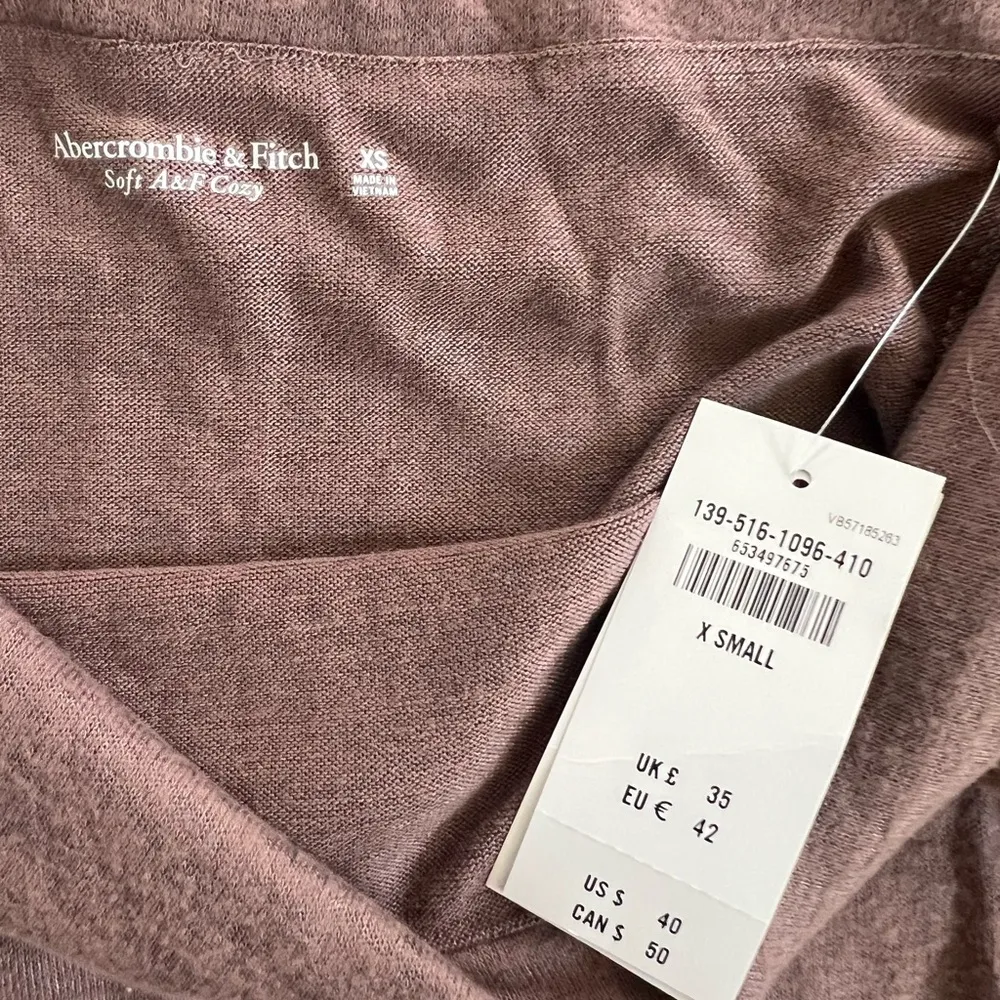 Abercrombie & Fitch
Soft A&F Cozy
XS
MADE IN
VIETNAM
VB57185263
139-516-1096-410
653497675
X SMALL
UK £ 35
EU € 42
US $ 40
CAN $ 50